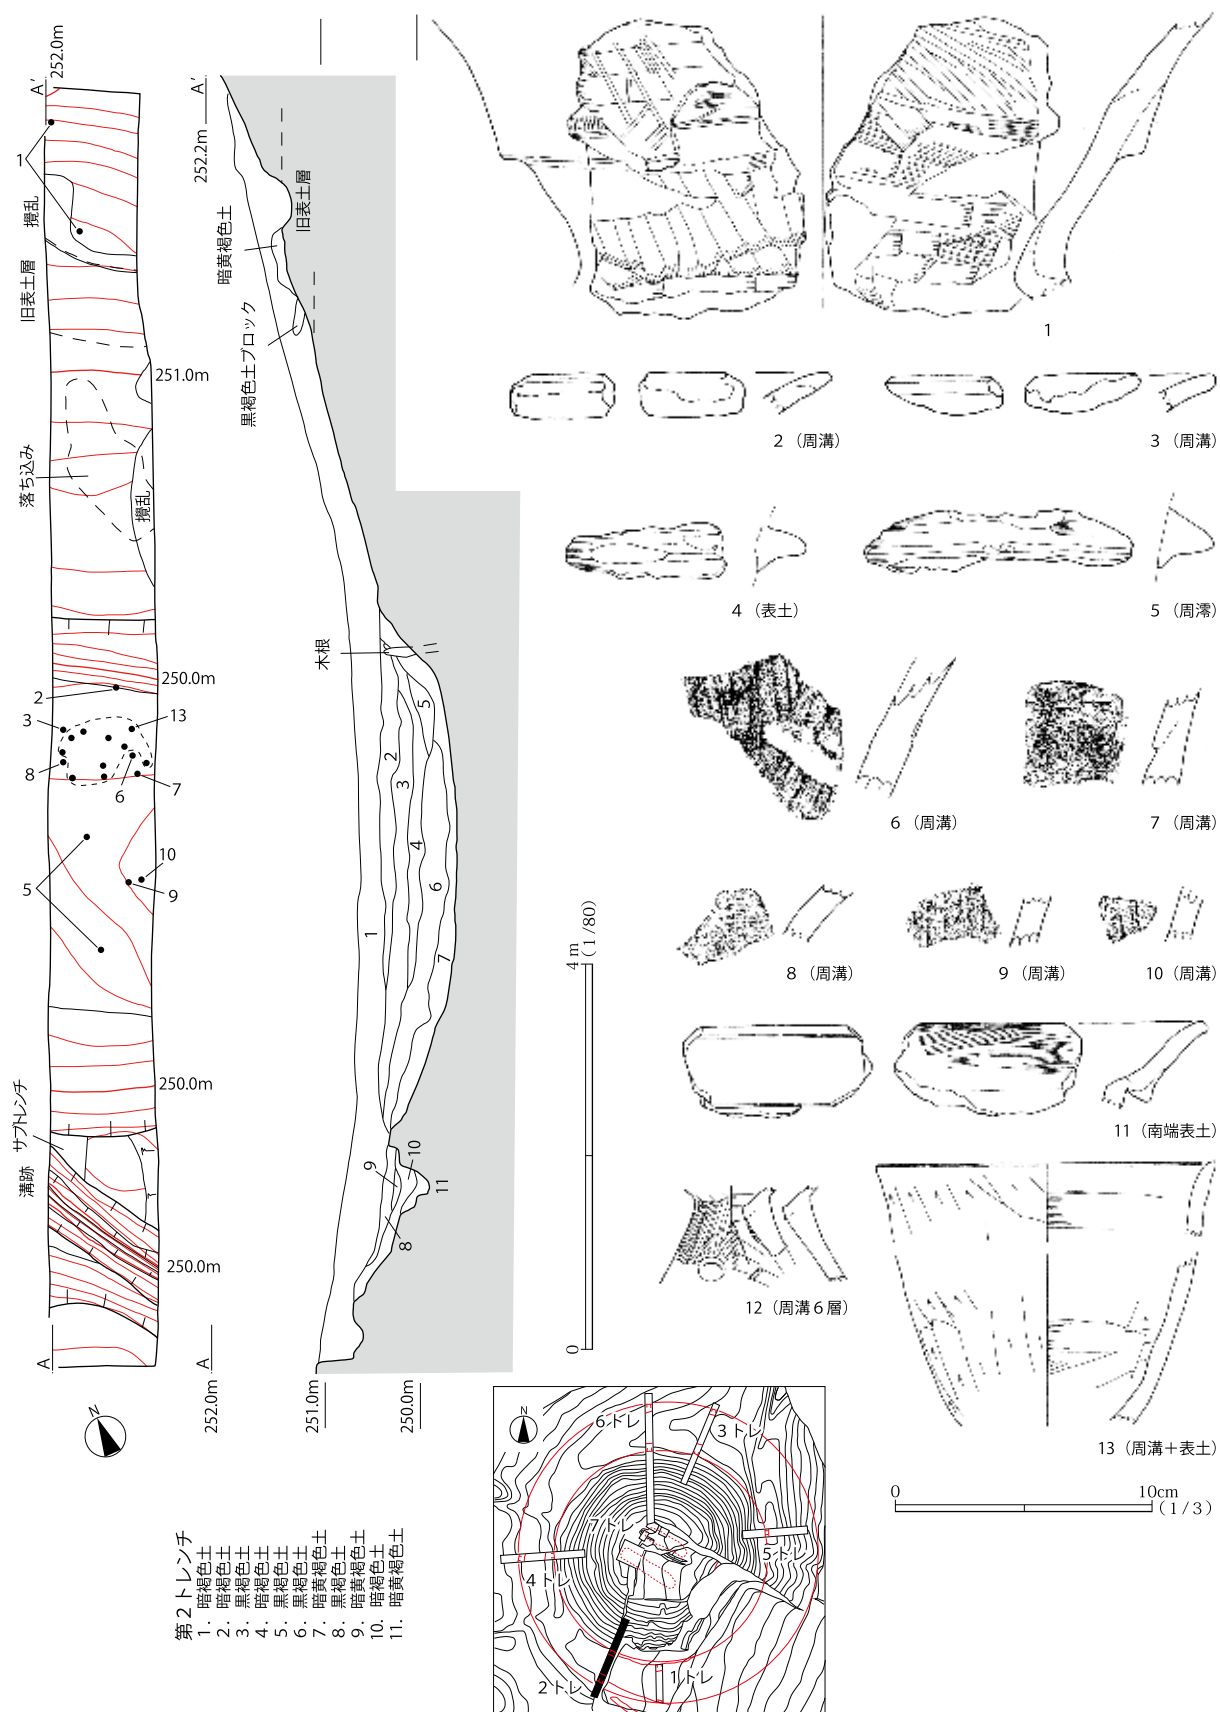 252.0m
A'
1
攪乱
旧表土層
251.0m
落ち込み
攪乱
250.0m
2
3
13
8
6
7
10
5
9
250.0m
サブトレンチ
溝跡
250.0m
A
N
A'
252.2m
暗黄褐色土
旧表土層
黒褐色土ブロック
木根
11
5
2
3
4
6
1
7
9
10
11
8
A
252.0m
251.0m
250.0m
4m
(1/80)
0
1
2（周溝）
3（周溝）
4（表土）
5（周澪）
6（周溝）
7（周溝）
8（周溝）
9（周溝）
10（周溝）
11（南端表土）
12（周溝６層）
13（周溝＋表土）
0
10cm
(1/3)
第２トレンチ
1．暗褐色土
2．暗褐色土
3．黒褐色土
4．暗褐色土
5．黒褐色土
6．黒褐色土
7．暗黄褐色土
8．黒褐色土
9．暗黄褐色土
10．暗褐色土
11．暗黄褐色土
N
6トレ
3トレ
7トレ
5トレ
4トレ
2トレ
1トレ